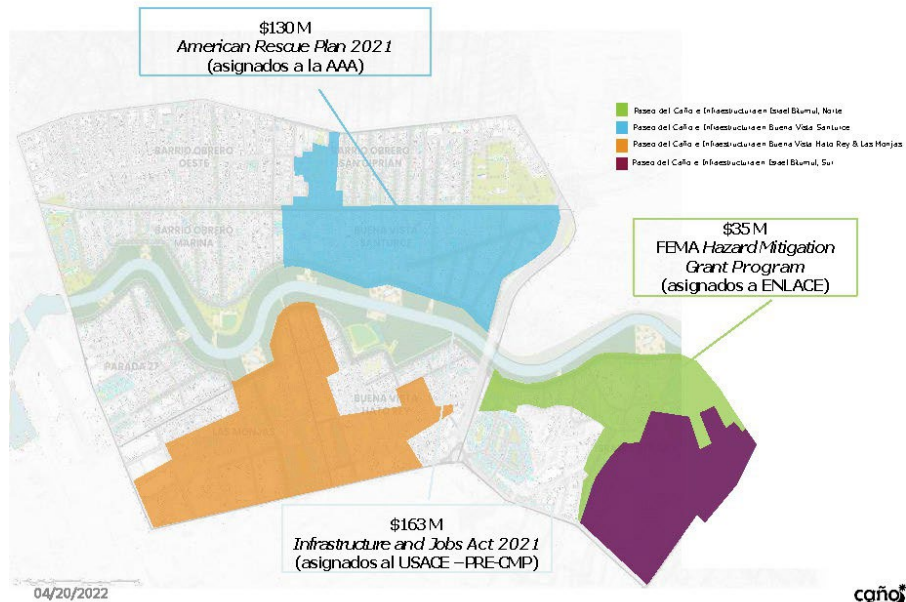 $130 M
American Rescue Plan 2021
(asignados a la AAA)
Paseo del Caño e Infraestructura en Israel Bitumul, Norte
Paseo del Caño e Infraestructura en Buena Vista Santurce
Paseo del Caño e Infraestructura en Buena Vista Hato Rey & Las Monjas
Paseo del Caño e Infraestructura en Israel Bitumul, Sur
BARRIO OBRERO
OESTE
BARRIO OBRERO
SAN CIPRIÁN
BARRIO OBRERO
MARINA
BUENA VISTA
SANTURCE
$35 M
FEMA Hazard Mitigation
Grant Program
(asignados a ENLACE)
PARADA 27
BUENA VISTA
LAS MONJAS
$163 M
Infrastructure and Jobs Act 2021
(asignados al USACE –PRE-CMP)
04/20/2022
caño